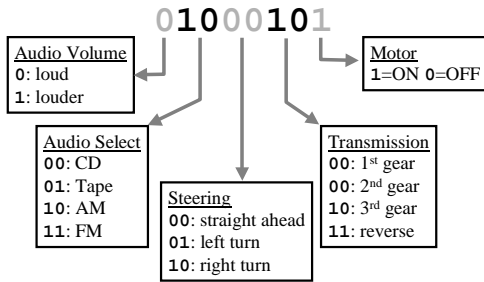 01000101
Audio Volume
0: loud
1: louder
Motor
1=ON 0=OFF
Audio Select
00: CD
01: Tape
10: AM
11: FM
Steering
00: straight ahead
01: left turn
10: right turn
Transmission
00: 1st gear
00: 2nd gear
10: 3rd gear
11: reverse